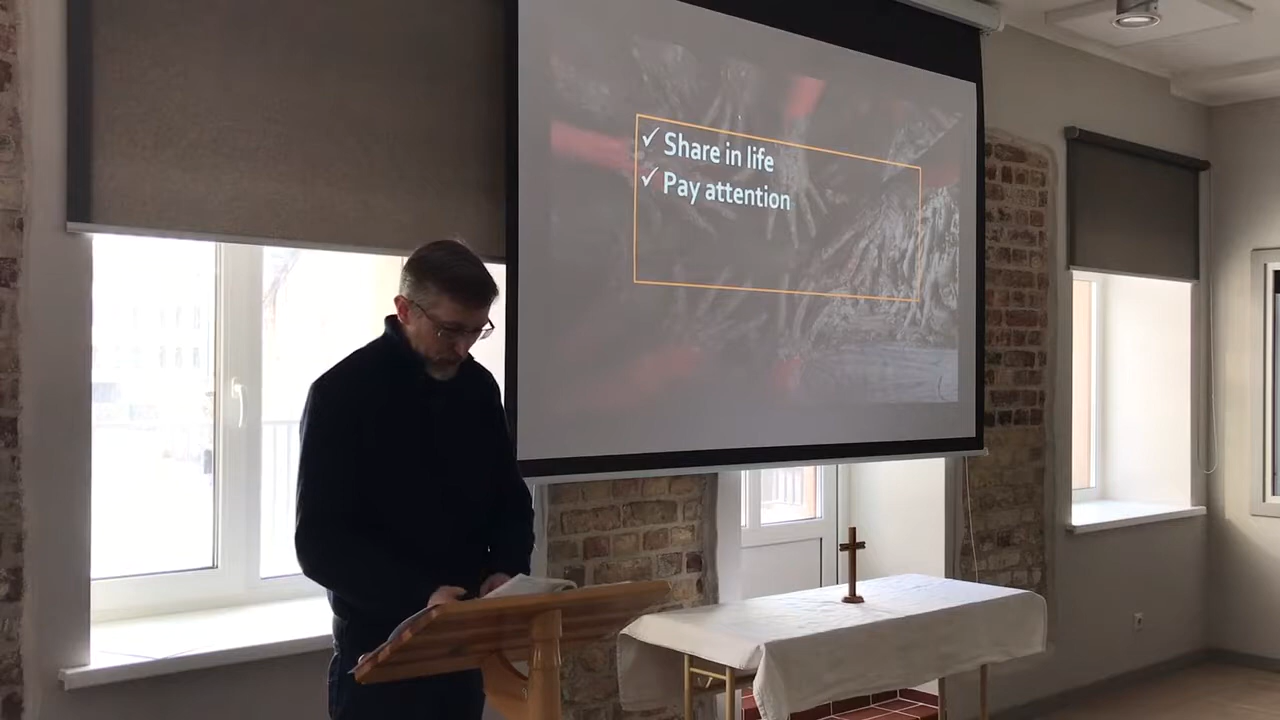 ✓ Share in life
✓ Pay attention